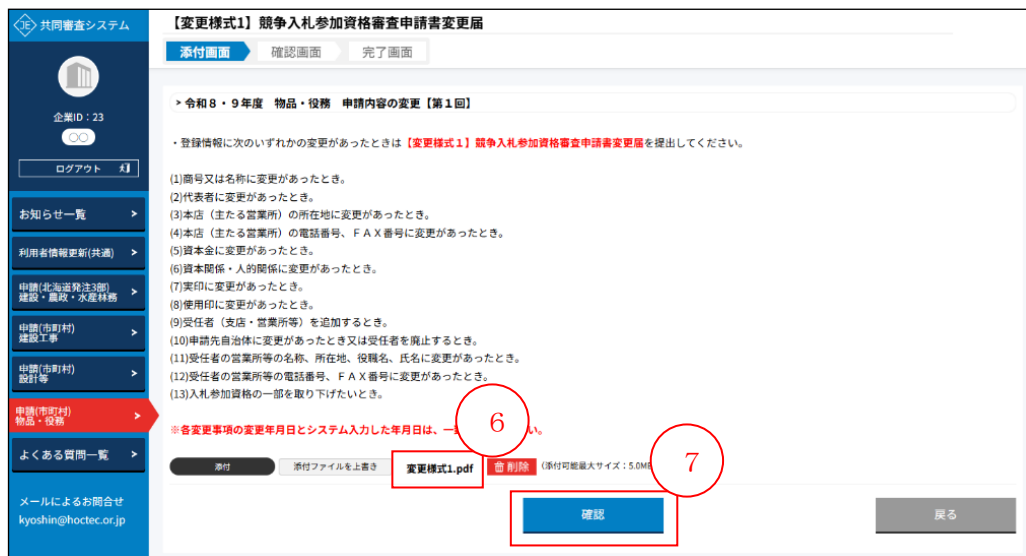 JE 共同審査システム
企業ID：23
○○
ログアウト
お知らせ一覧 >
利用者情報更新(共通) >
申請(北海道発注3部)
建設・農政・水産林務 >
申請(市町村)
建設工事 >
申請(市町村)
設計等 >
申請(市町村)
物品・役務 >
よくある質問一覧 >
メールによるお問合せ
kyoshin@hoctec.or.jp
【変更様式1】競争入札参加資格審査申請書変更届
添付画面 確認画面 完了画面
> 令和８・９年度　物品・役務　申請内容の変更【第１回】
・登録情報に次のいずれかの変更があったときは【変更様式１】競争入札参加資格審査申請書変更届を提出してください。
(1)商号又は名称に変更があったとき。
(2)代表者に変更があったとき。
(3)本店（主たる営業所）の所在地に変更があったとき。
(4)本店（主たる営業所）の電話番号、ＦＡＸ番号に変更があったとき。
(5)資本金に変更があったとき。
(6)資本関係・人的関係に変更があったとき。
(7)実印に変更があったとき。
(8)使用印に変更があったとき。
(9)受任者（支店・営業所等）を追加するとき。
(10)申請先自治体に変更があったとき又は受任者を廃止するとき。
(11)受任者の営業所等の名称、所在地、役職名、氏名に変更があったとき。
(12)受任者の営業所等の電話番号、ＦＡＸ番号に変更があったとき。
(13)入札参加資格の一部を取り下げたいとき。
※各変更事項の変更年月日とシステム入力した年月日は、一 い。
６
添付 添付ファイルを上書き 変更様式1.pdf 削除 (添付可能最大サイズ：5.0MB
７
確認 戻る